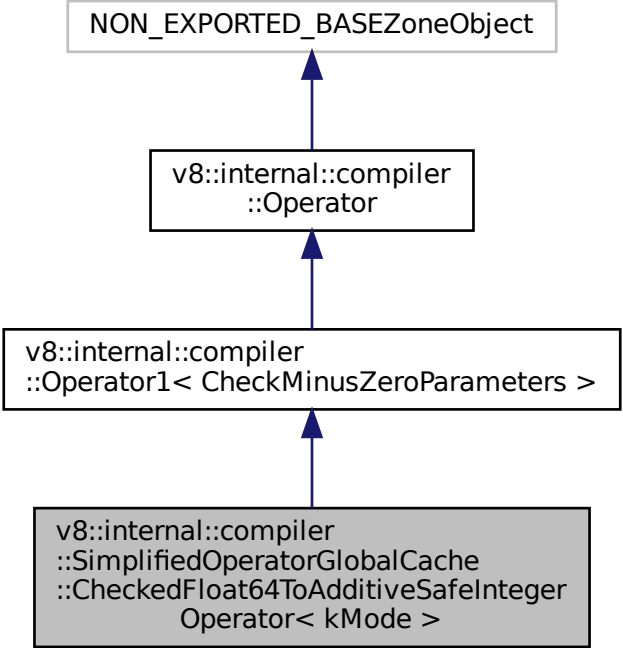 NON_EXPORTED_BASEZoneObject
v8::internal::compiler
::Operator
v8::internal::compiler
::Operator1< CheckMinusZeroParameters >
v8::internal::compiler
::SimplifiedOperatorGlobalCache
::CheckedFloat64ToAdditiveSafeInteger
Operator< kMode >